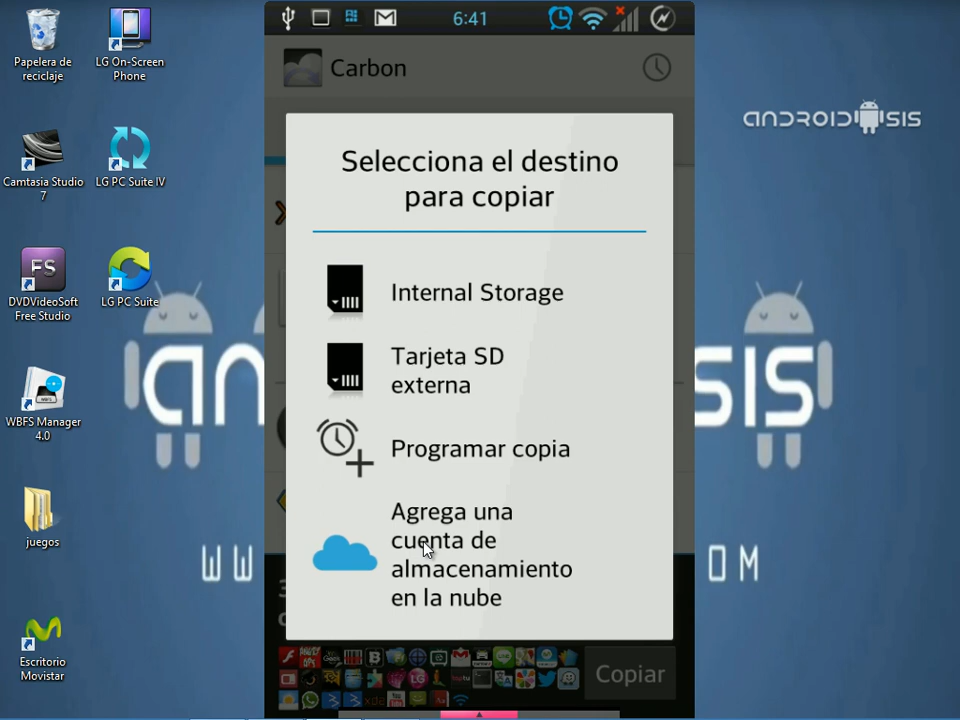 6:41
Carbon
Selecciona el destino
para copiar
Internal Storage
Tarjeta SD
externa
Programar copia
Agrega una
cuenta de
almacenamiento
en la nube
Copiar
Papelera de
reciclaje
LG On-Screen
Phone
Camtasia Studio
7
LG PC Suite IV
FS
DVDVideoSoft
Free Studio
LG PC Suite
WBFS Manager
4.0
juegos
Escritorio
Movistar
ANDROIDSIS